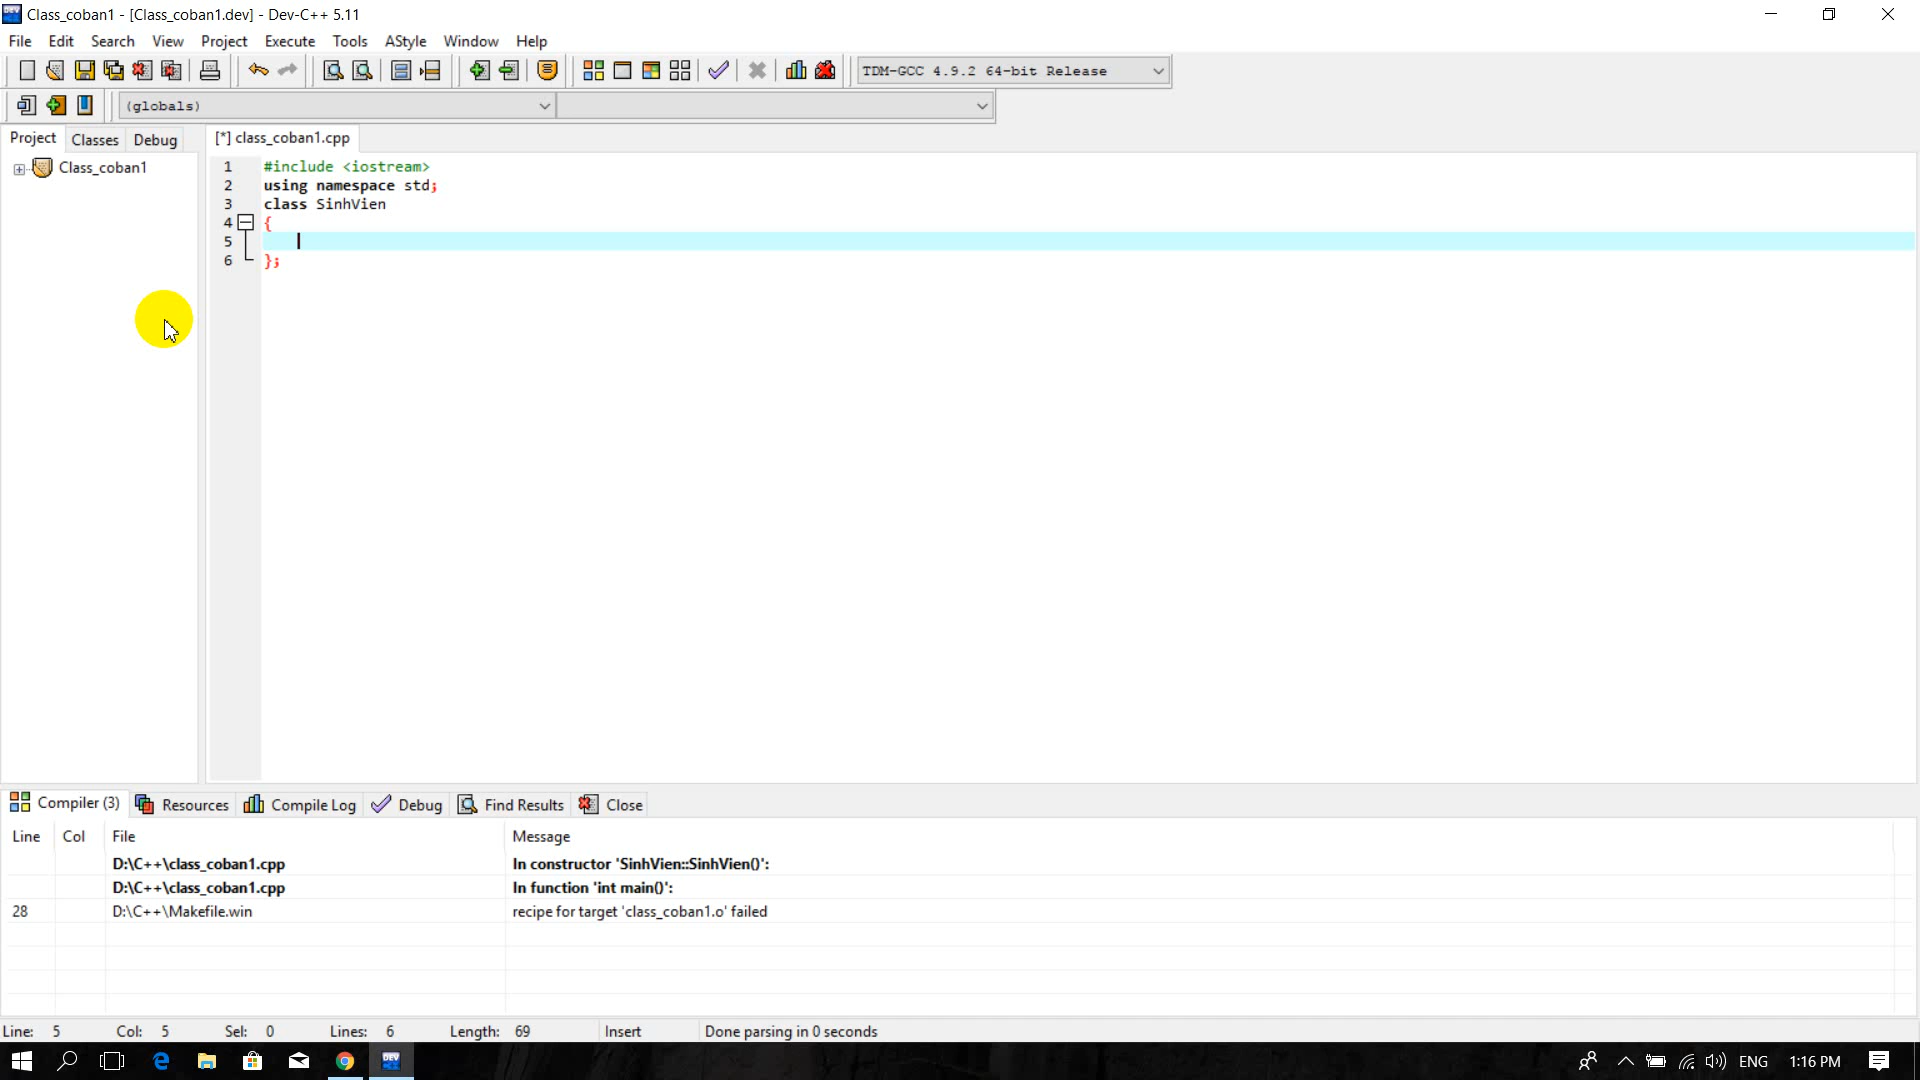 Class_coban1 - [Class_coban1.dev] - Dev-C++ 5.11
File Edit Search View Project Execute Tools AStyle Window Help
TDM-GCC 4.9.2 64-bit Release
(globals)
Project Classes Debug
[*] class_coban1.cpp
Class_coban1
1 #include <iostream>
2 using namespace std;
3 class SinhVien
4 {
5
6 };
Compiler (3) Resources Compile Log Debug Find Results Close
Line Col File Message
D:\C++\class_coban1.cpp In constructor 'SinhVien::SinhVien()':
D:\C++\class_coban1.cpp In function 'int main()':
28 D:\C++\Makefile.win recipe for target 'class_coban1.o' failed
Line: 5 Col: 5 Sel: 0 Lines: 6 Length: 69 Insert Done parsing in 0 seconds
DEV
ENG 1:16 PM